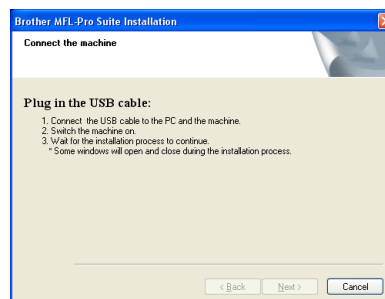 Brother MFL-Pro Suite Installation
Connect the machine
Plug in the USB cable:
1. Connect the USB cable to the PC and the machine.
2. Switch the machine on.
3. Wait for the installation process to continue.
* Some windows will open and close during the installation process.
< Back
Next >
Cancel